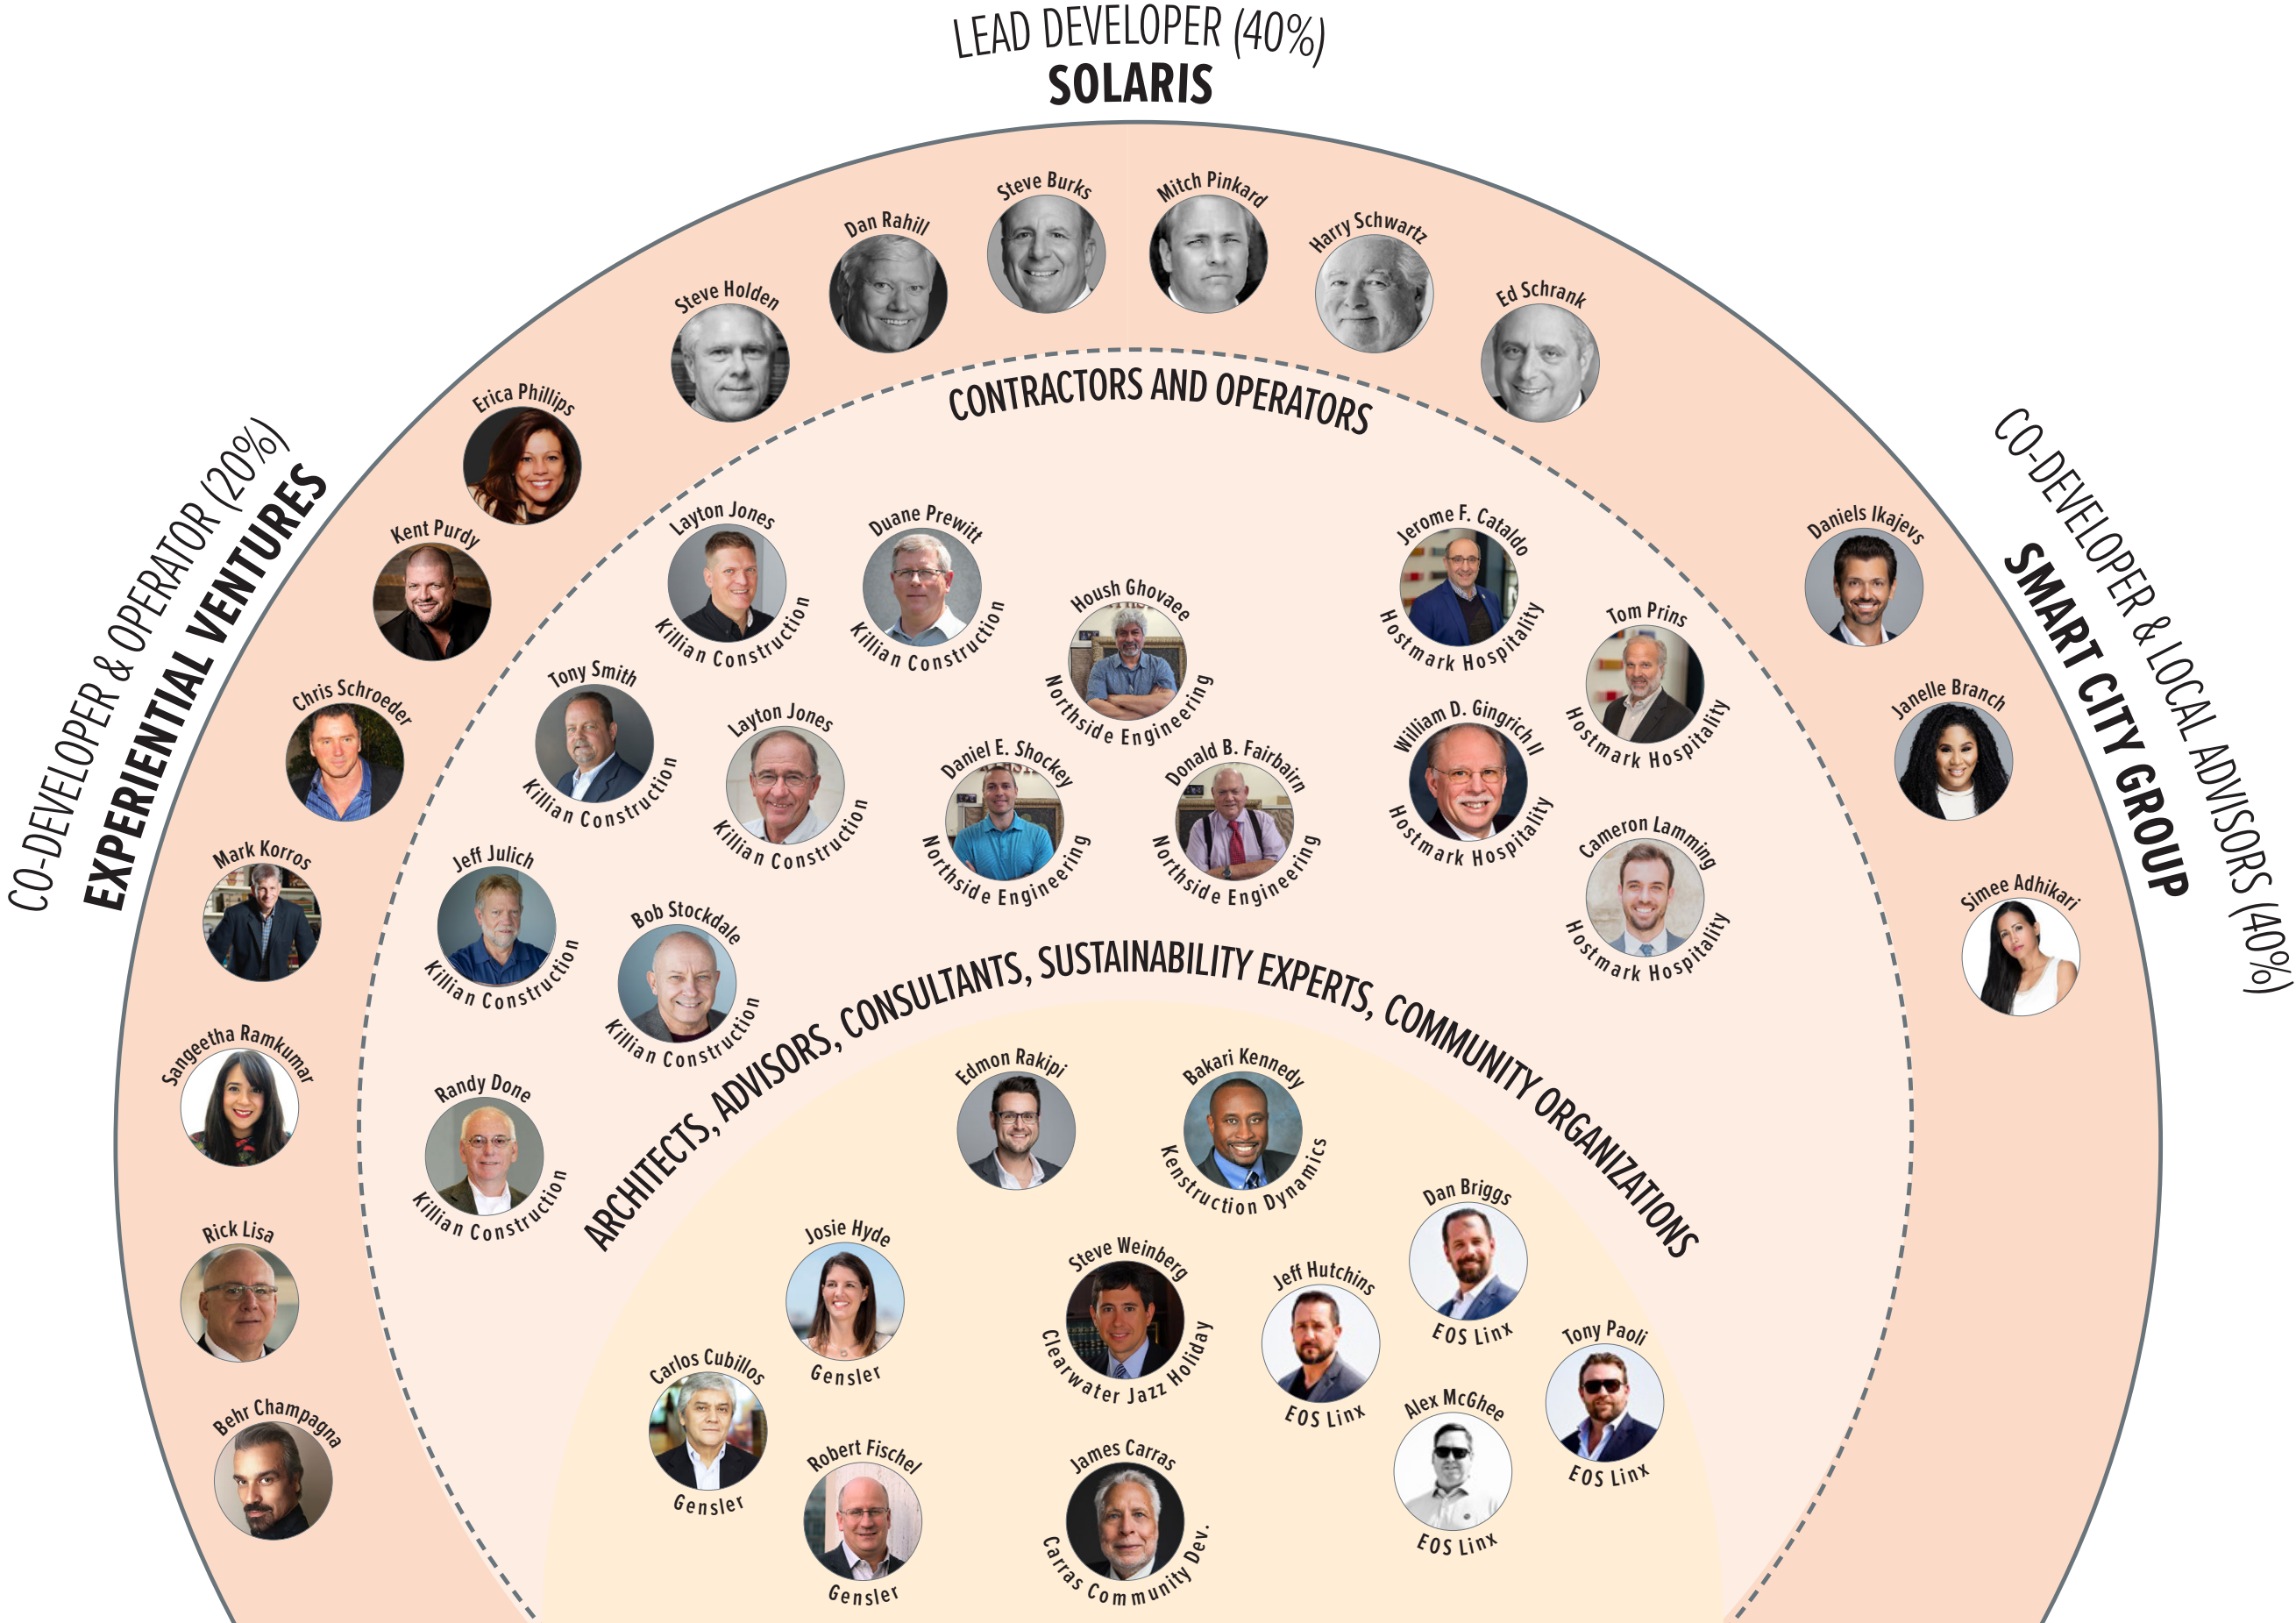 LEAD DEVELOPER (40%)
SOLARIS
CO-DEVELOPER & OPERATOR (20%)
EXPERIENTIAL VENTURES
CO-DEVELOPER & LOCAL ADVISORS (40%)
SMART CITY GROUP
Steve Burks
Mitch Pinkard
Dan Rahill
Harry Schwartz
Steve Holden
Ed Schrank
Erica Phillips
Kent Purdy
Chris Schroeder
Mark Korros
Sangeetha Ramkumar
Rick Lisa
Behr Champagna
Daniels Ikajevs
Janelle Branch
Simee Adhikari
CONTRACTORS AND OPERATORS
Layton Jones
Killian Construction
Duane Prewitt
Killian Construction
Housh Ghovaee
Northside Engineering
Jerome F. Cataldo
Hostmark Hospitality
Tom Prins
Hostmark Hospitality
Tony Smith
Killian Construction
Layton Jones
Killian Construction
Daniel E. Shockey
Northside Engineering
Donald B. Fairbairn
Northside Engineering
William D. Gingrich II
Hostmark Hospitality
Cameron Lamming
Hostmark Hospitality
Jeff Julich
Killian Construction
Bob Stockdale
Killian Construction
Randy Done
Killian Construction
ARCHITECTS, ADVISORS, CONSULTANTS, SUSTAINABILITY EXPERTS, COMMUNITY ORGANIZATIONS
Edmon Rakipi
Bakari Kennedy
Kenstruction Dynamics
Dan Briggs
EOS Linx
Josie Hyde
Gensler
Steve Weinberg
Clearwater Jazz Holiday
Jeff Hutchins
EOS Linx
Tony Paoli
EOS Linx
Carlos Cubillos
Gensler
Alex McGhee
EOS Linx
Robert Fischel
Gensler
James Carras
Carras Community Dev.